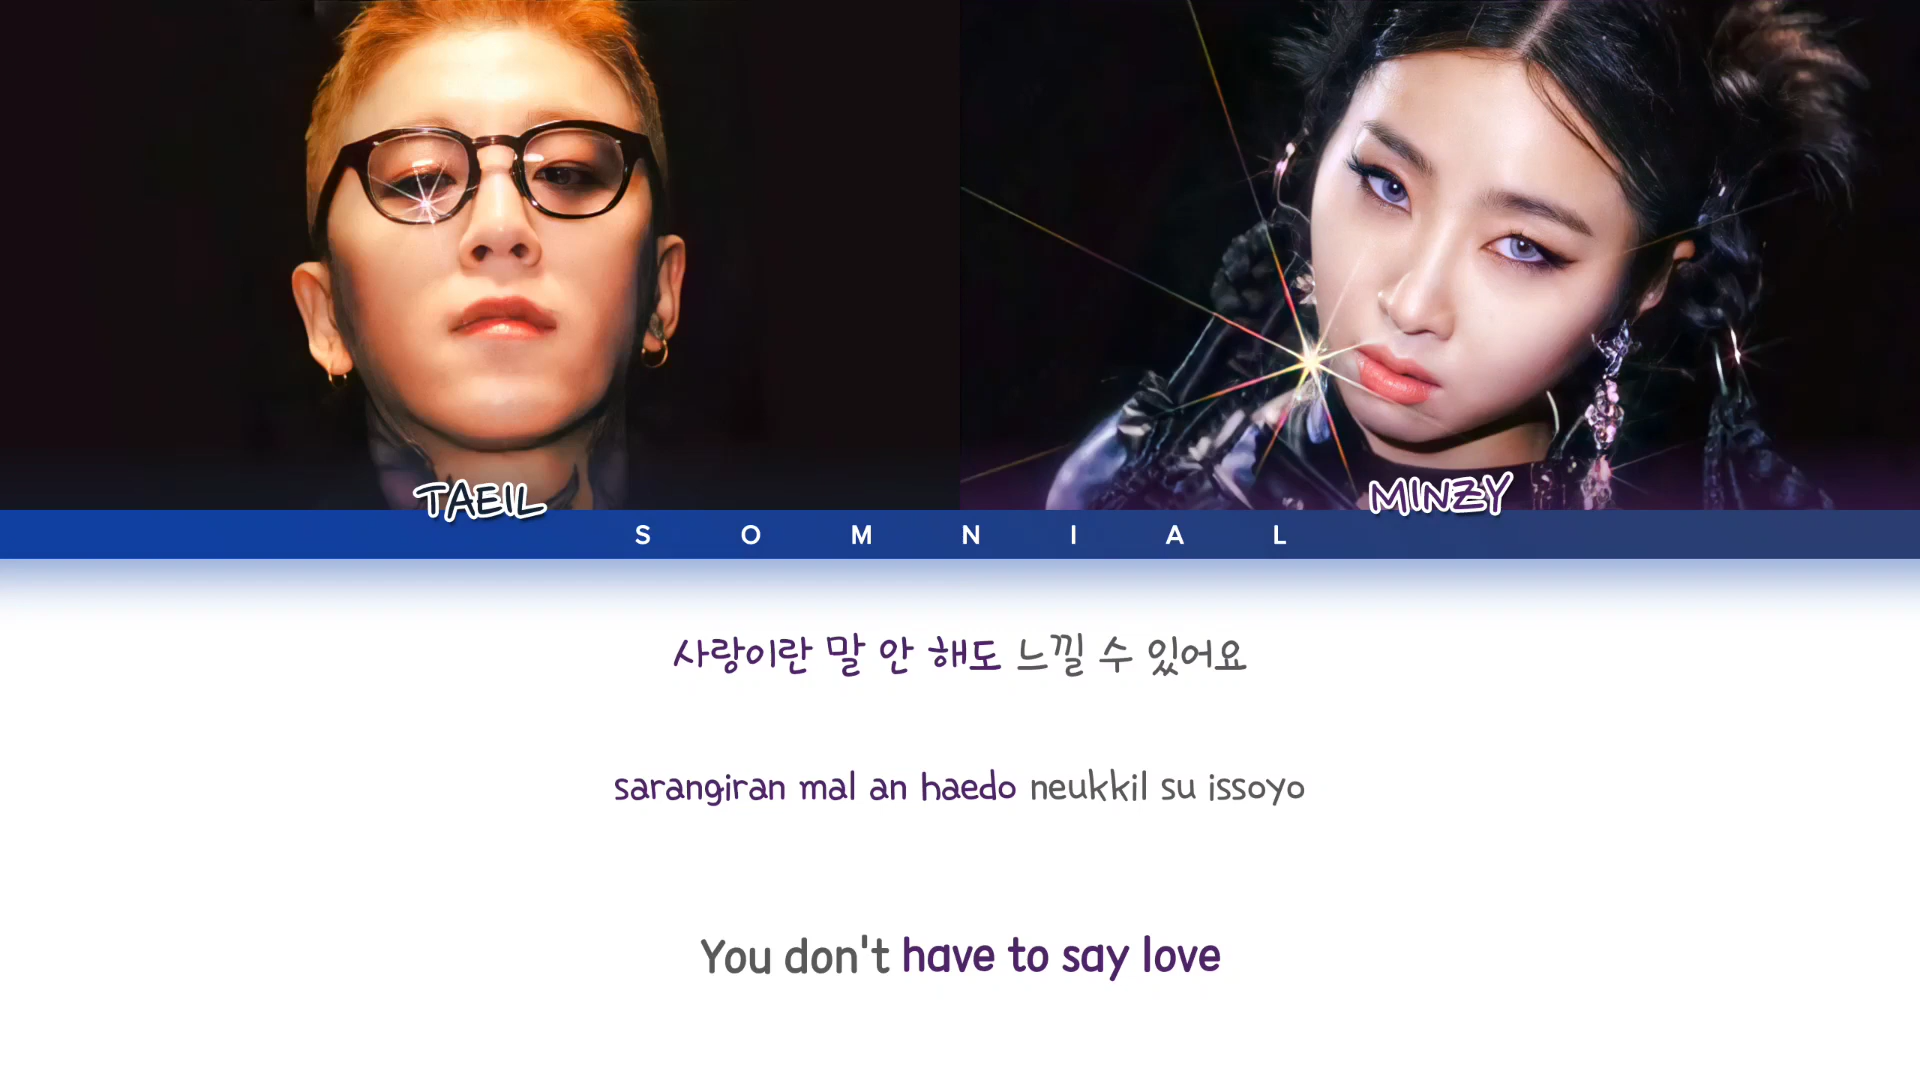 TAEIL
MINZY
SOMNIAL
사랑이란 말 안 해도 느낄 수 있어요
sarangiran mal an haedo neukkil su issoyo
You don't have to say love